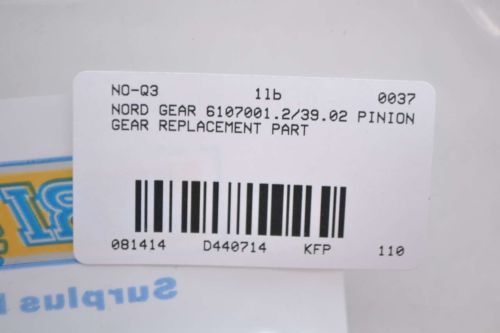 NO-Q3 1lb 0037
NORD GEAR 6107001.2/39.02 PINION
GEAR REPLACEMENT PART
081414 D440714 KFP 110
Surplus